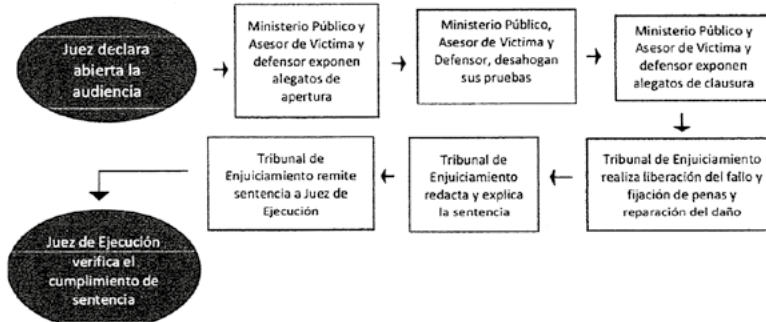 Juez declara
abierta la
audiencia
Ministerio Público y
Asesor de Victima y
defensor exponen
alegatos de
apertura
Ministerio Público,
Asesor de Victima y
Defensor, desahogan
sus pruebas
Ministerio Público y
Asesor de Victima y
defensor exponen
alegatos de clausura
Tribunal de Enjuiciamiento
realiza liberación del fallo y
fijación de penas y
reparación del daño
Tribunal de
Enjuiciamiento
redacta y explica
la sentencia
Tribunal de
Enjuiciamiento remite
sentencia a Juez de
Ejecución
Juez de Ejecución
verifica el
cumplimiento de
sentencia